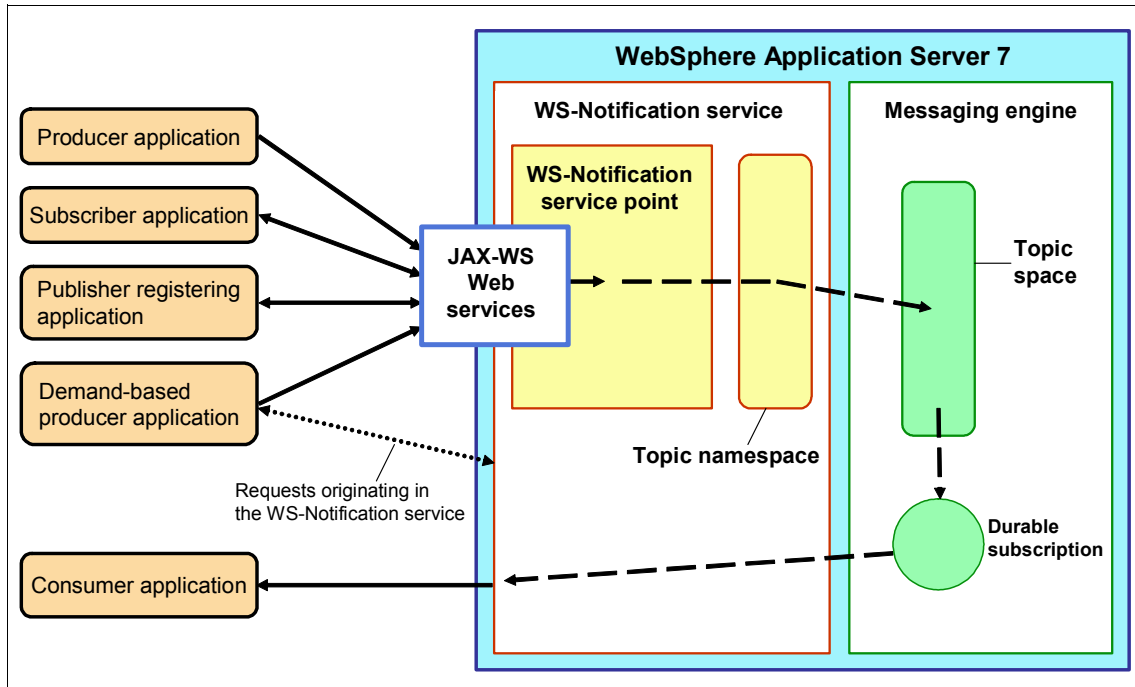 WebSphere Application Server 7
WS-Notification service
Messaging engine
Producer application
Subscriber application
Publisher registering
application
Demand-based
producer application
Consumer application
JAX-WS
Web
services
WS-Notification
service point
Topic namespace
Topic
space
Durable
subscription
Requests originating in
the WS-Notification service